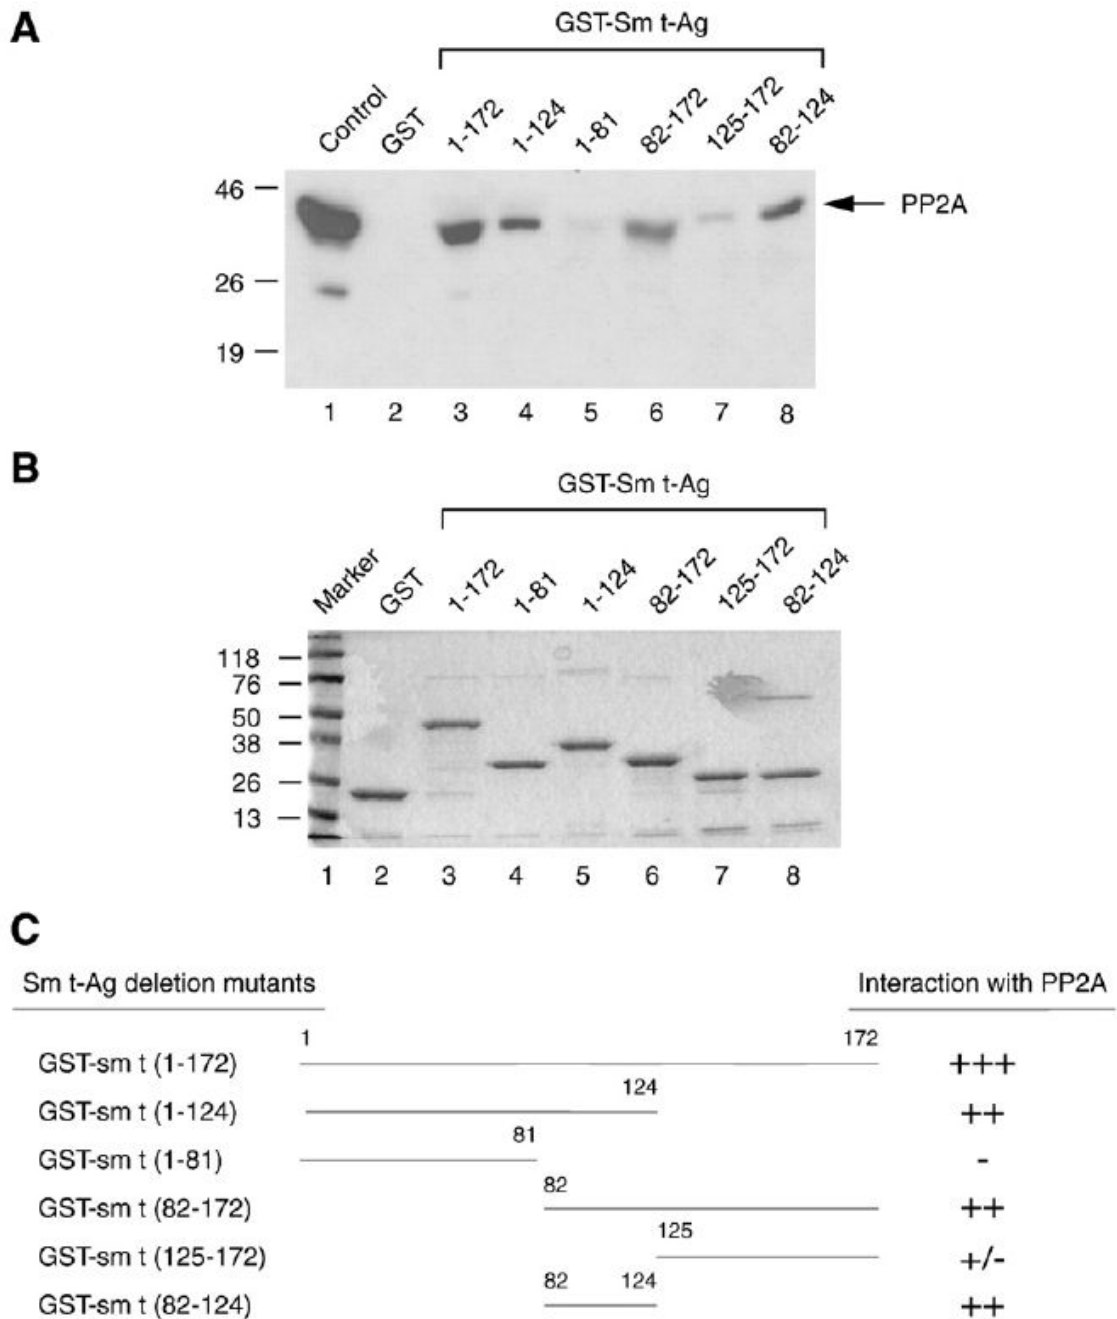 A
GST-Sm t-Ag
Control GST 1-172 1-124 1-81 82-172 125-172 82-124
46
PP2A
26
19
1 2 3 4 5 6 7 8
B
GST-Sm t-Ag
Marker GST 1-172 1-81 1-124 82-172 125-172 82-124
118
76
50
38
26
13
1 2 3 4 5 6 7 8
C
Sm t-Ag deletion mutants Interaction with PP2A
1 172
GST-sm t (1-172) +++
124
GST-sm t (1-124) ++
81
GST-sm t (1-81) -
82
GST-sm t (82-172) ++
125
GST-sm t (125-172) +/-
82 124
GST-sm t (82-124) ++